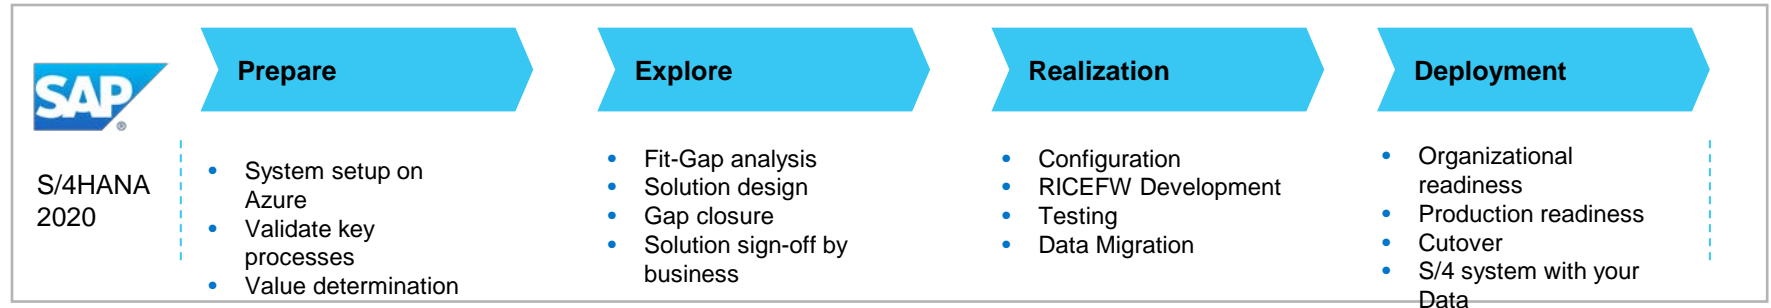 SAP
®
S/4HANA
2020
Prepare
• System setup on
Azure
• Validate key
processes
• Value determination
Explore
• Fit-Gap analysis
• Solution design
• Gap closure
• Solution sign-off by
business
Realization
• Configuration
• RICEFW Development
• Testing
• Data Migration
Deployment
• Organizational
readiness
• Production readiness
• Cutover
• S/4 system with your
Data